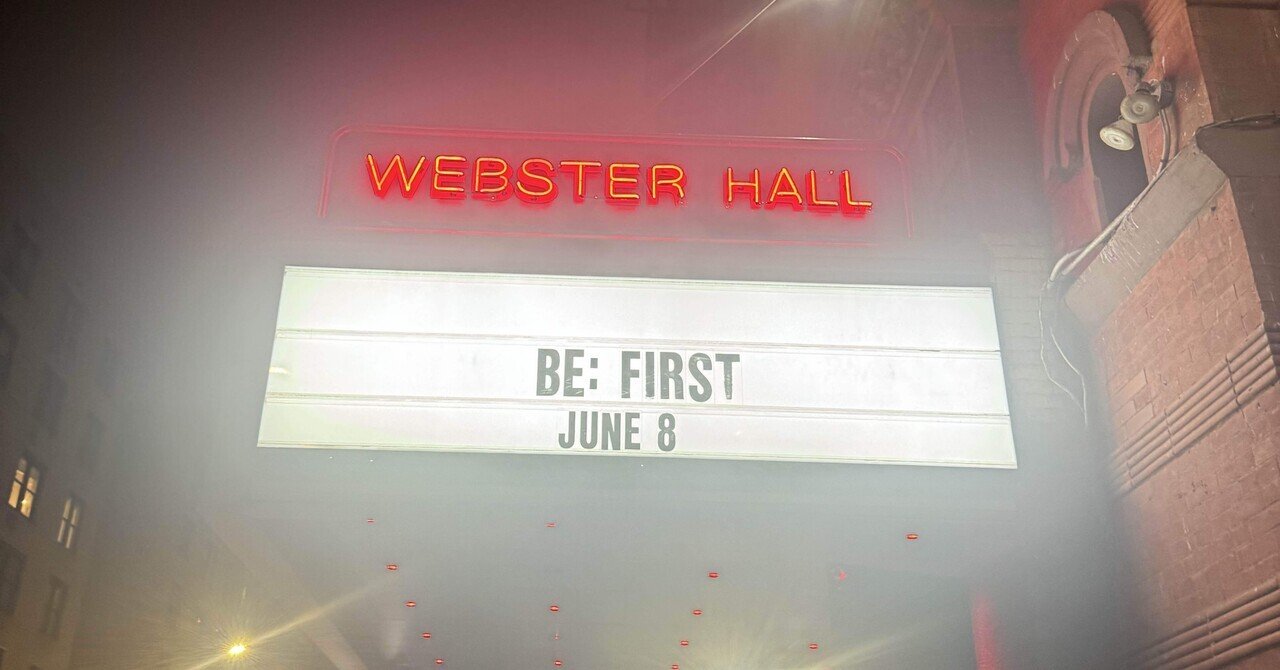 WEBSTER HALL
BE: FIRST
JUNE 8